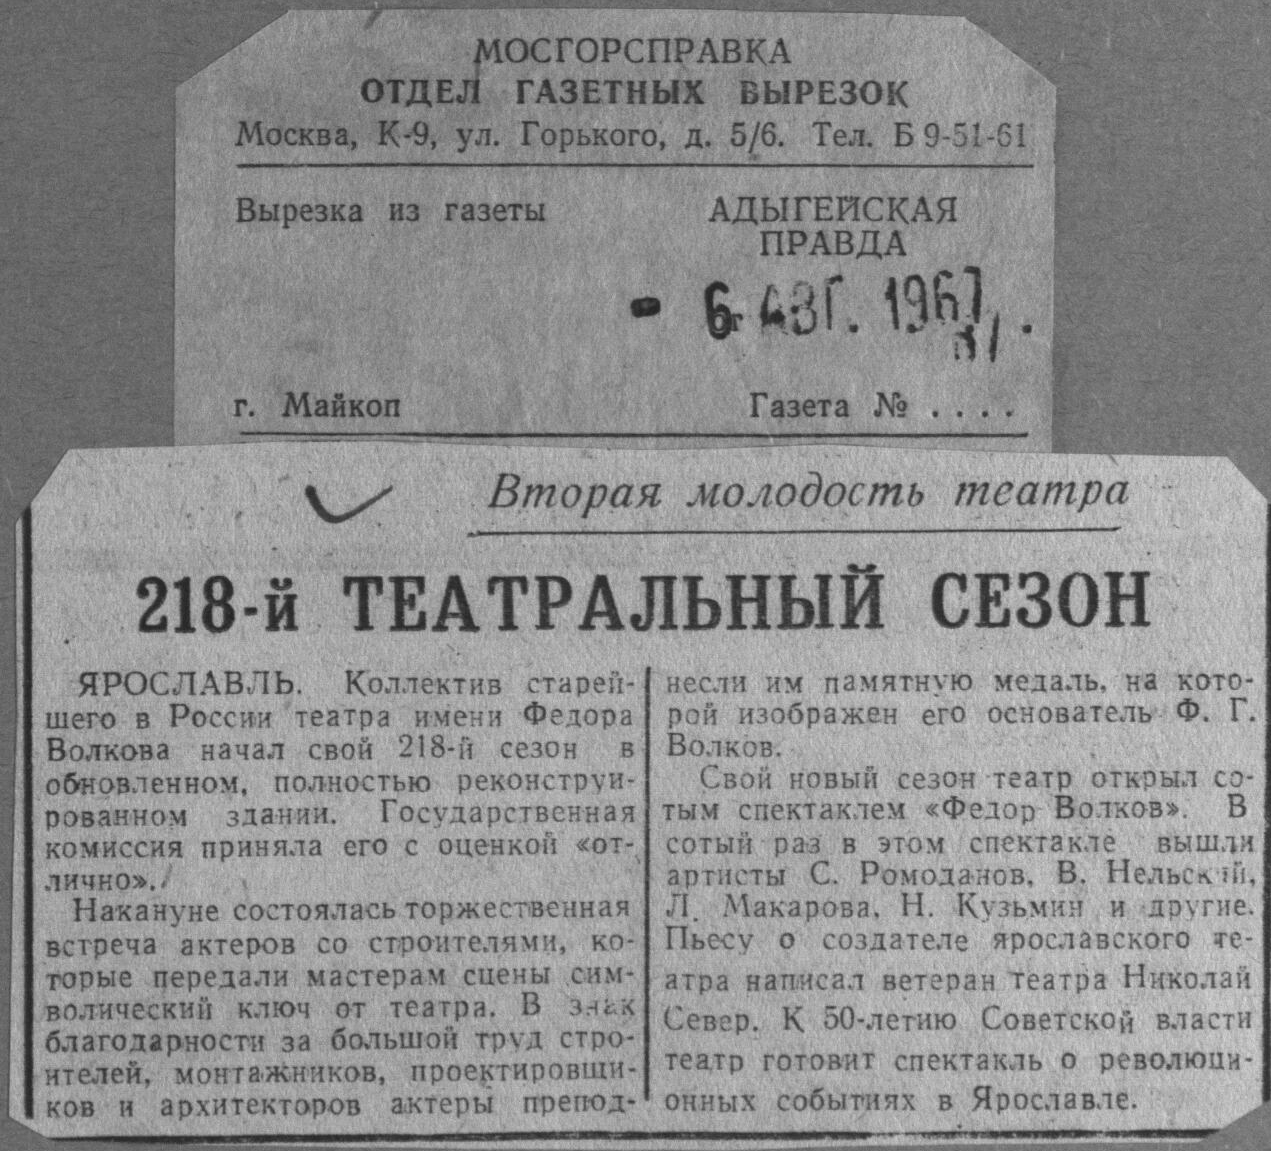 МОСГОРСПРАВКА
ОТДЕЛ ГАЗЕТНЫХ ВЫРЕЗОК
Москва, К-9, ул. Горького, д. 5/6. Тел. Б 9-51-61
Вырезка из газеты
АДЫГЕЙСКАЯ
ПРАВДА
- 6 АВГ. 1967
г. Майкоп
Газета № . . . .
Вторая молодость театра
218-й ТЕАТРАЛЬНЫЙ СЕЗОН
ЯРОСЛАВЛЬ. Коллектив старей-
шего в России театра имени Федора
Волкова начал свой 218-й сезон в
обновленном, полностью реконструи-
рованном здании. Государственная
комиссия приняла его с оценкой «от-
лично».
Накануне состоялась торжественная
встреча актеров со строителями, ко-
торые передали мастерам сцены сим-
волический ключ от театра. В знак
благодарности за большой труд стро-
ителей, монтажников, проектировщи-
ков и архитекторов актеры препод-
несли им памятную медаль, на кото-
рой изображен его основатель Ф. Г.
Волков.
Свой новый сезон театр открыл со-
тым спектаклем «Федор Волков». В
сотый раз в этом спектакле вышли
артисты С. Ромоданов, В. Нельский,
Л. Макарова, Н. Кузьмин и другие.
Пьесу о создателе ярославского те-
атра написал ветеран театра Николай
Север. К 50-летию Советской власти
театр готовит спектакль о революци-
онных событиях в Ярославле.